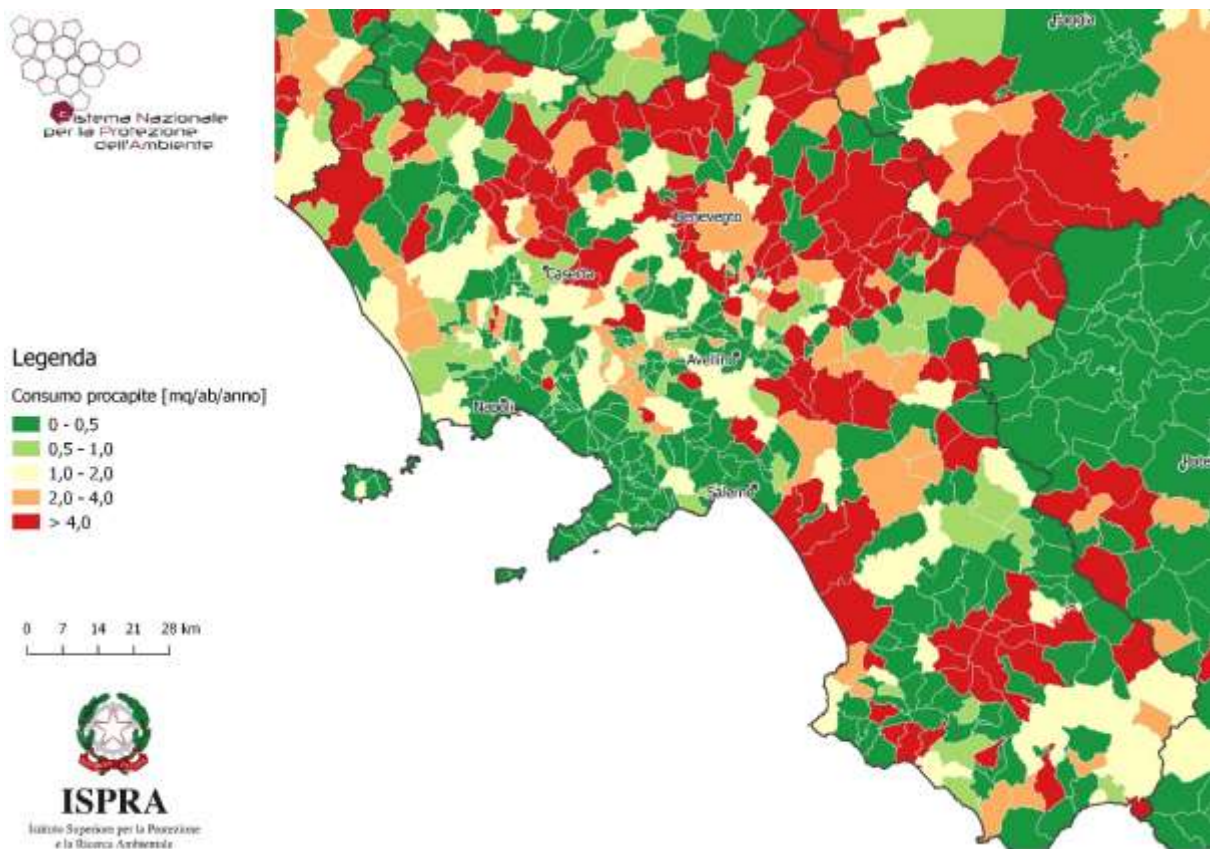 Sistema Nazionale
per la Protezione
dell'Ambiente
Foggia
Benevento
Caserta
Avellino
Napoli
Salerno
Legenda
Consumo procapite [mq/ab/anno]
0 - 0,5
0,5 - 1,0
1,0 - 2,0
2,0 - 4,0
> 4,0
0 7 14 21 28 km
ISPRA
Istituto Superiore per la Protezione
e la Ricerca Ambientale